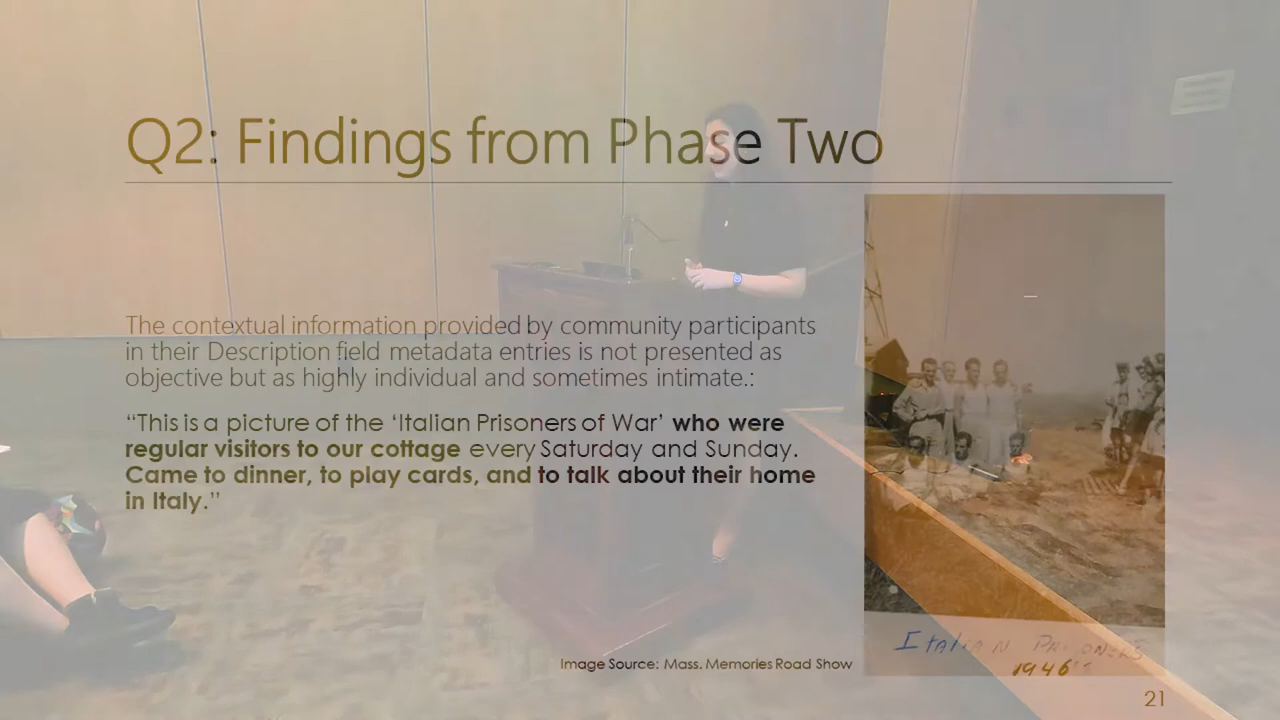 Q2: Findings from Phase Two
The contextual information provided by community participants
in their Description field metadata entries is not presented as
objective but as highly individual and sometimes intimate.:
“This is a picture of the ‘Italian Prisoners of War’ who were
regular visitors to our cottage every Saturday and Sunday.
Came to dinner, to play cards, and to talk about their home
in Italy.”
Italian Prisoners
1946
Image Source: Mass. Memories Road Show
21